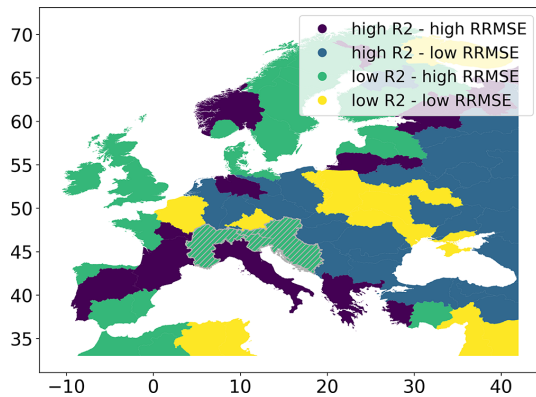 70
65
60
55
50
45
40
35
high R2 - high RRMSE
high R2 - low RRMSE
low R2 - high RRMSE
low R2 - low RRMSE
−10 0 10 20 30 40